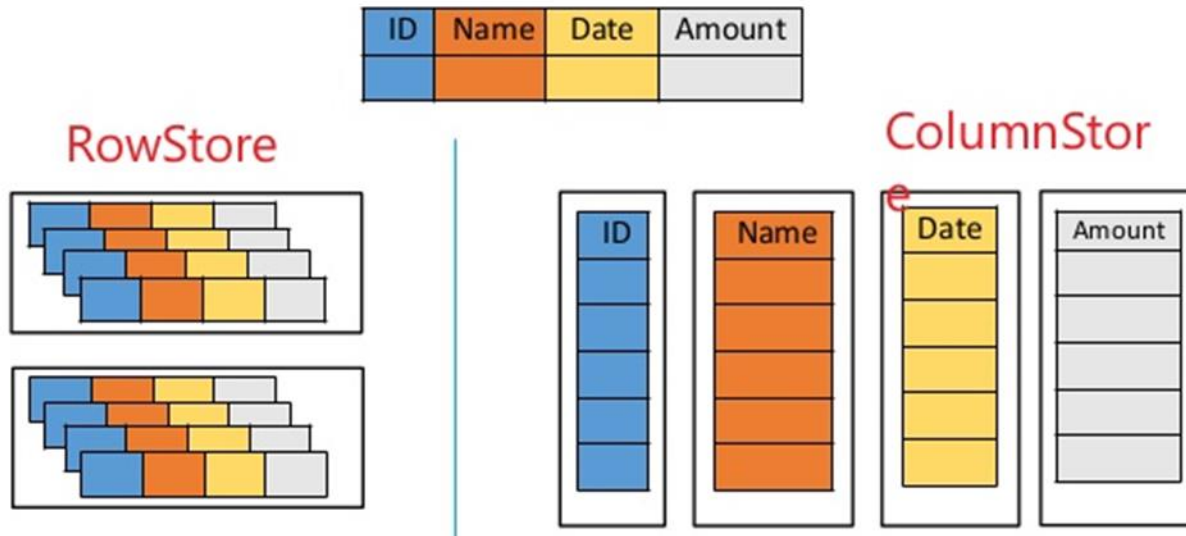 ID Name Date Amount
RowStore
ColumnStor
e
ID
Name
Date
Amount